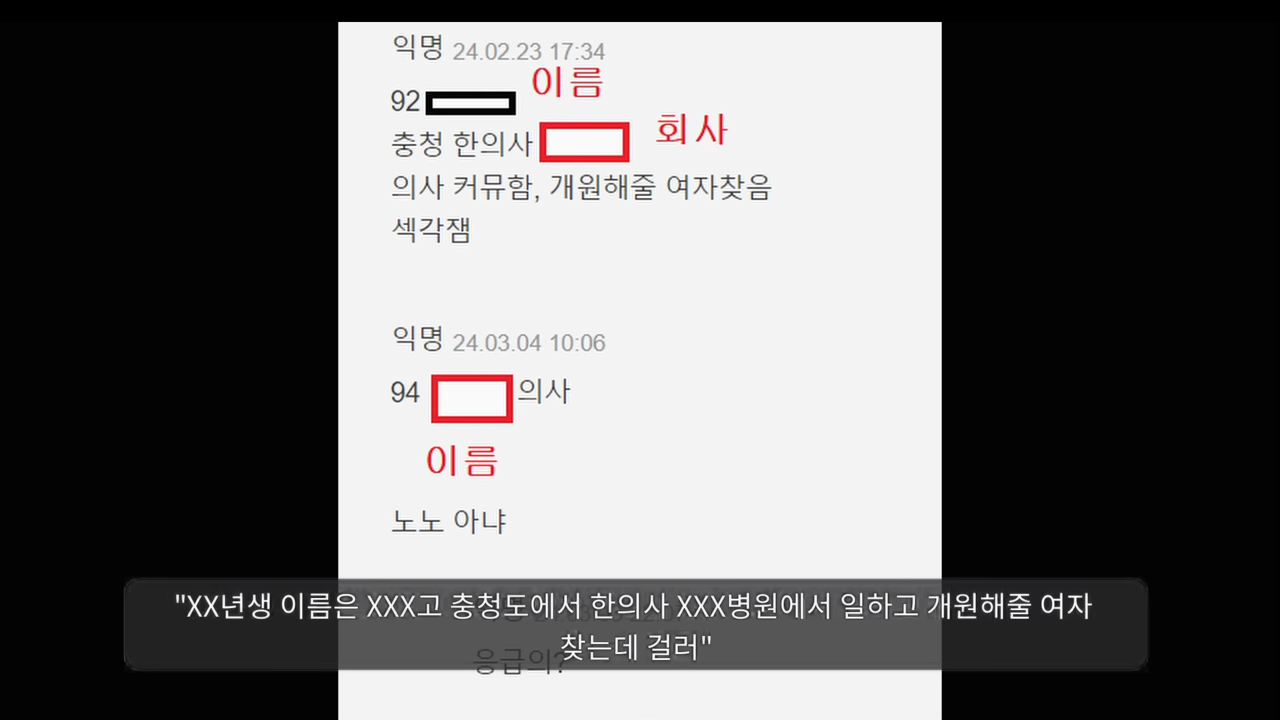 익명 24.02.23 17:34
이름
92
회사
충청 한의사
의사 커뮤함, 개원해줄 여자찾음
섹각잼
익명 24.03.04 10:06
94 의사
이름
노노 아냐
"XX년생 이름은 XXX고 충청도에서 한의사 XXX병원에서 일하고 개원해줄 여자
찾는데 걸러"
응급의?